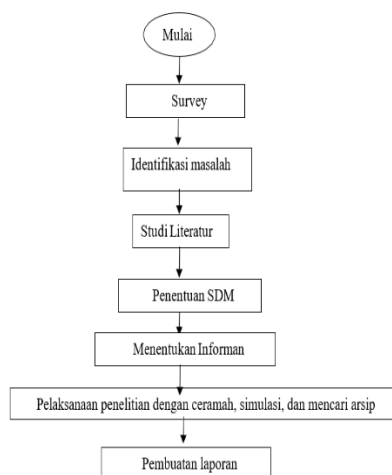 Mulai
Survey
Identifikasi masalah
Studi Literatur
Penentuan SDM
Menentukan Informan
Pelaksanaan penelitian dengan ceramah, simulasi, dan mencari arsip
Pembuatan laporan